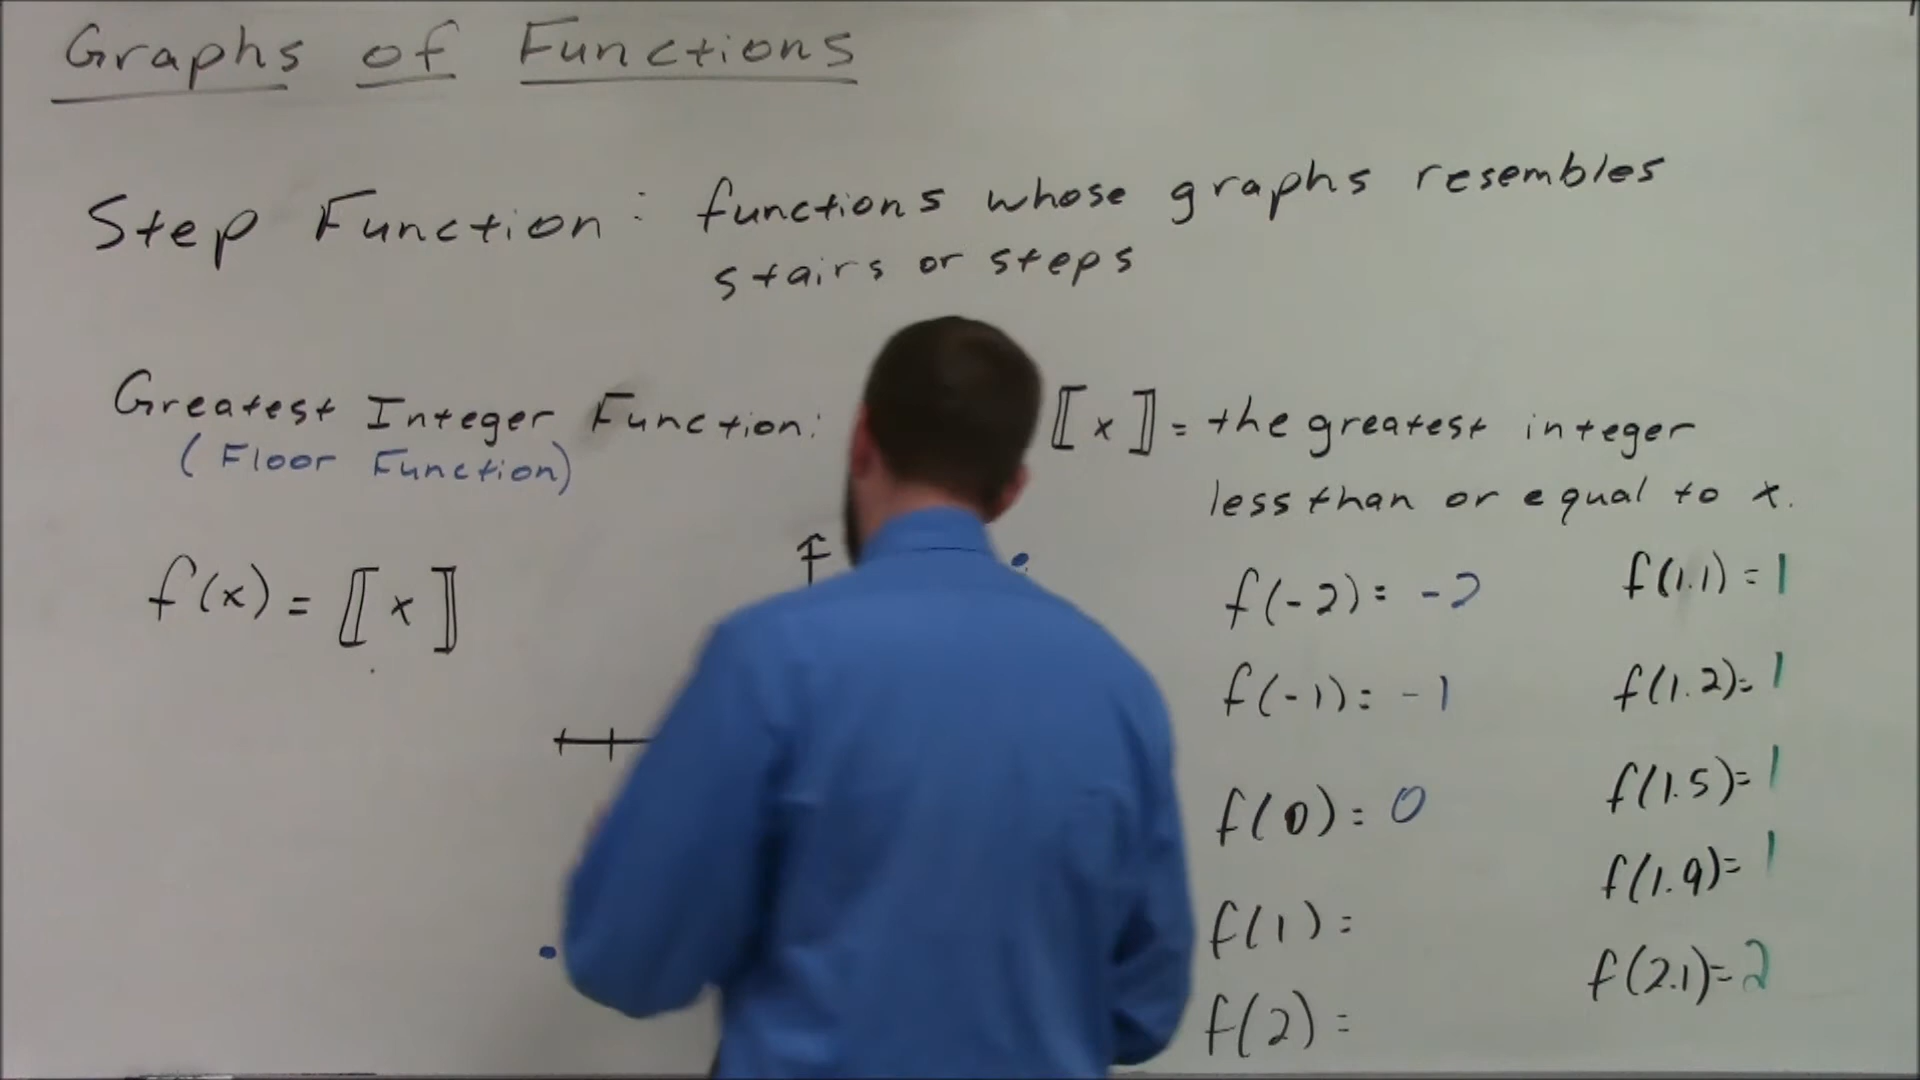 Graphs of Functions
Step Function: functions whose graphs resembles
stairs or steps
Greatest Integer Function:
(Floor Function)
⟦x⟧ = the greatest integer
less than or equal to x.
f(x) = ⟦x⟧
f(-2) = -2
f(-1) = -1
f(0) = 0
f(1) =
f(2) =
f(1.1) = 1
f(1.2) = 1
f(1.5) = 1
f(1.9) = 1
f(2.1) = 2